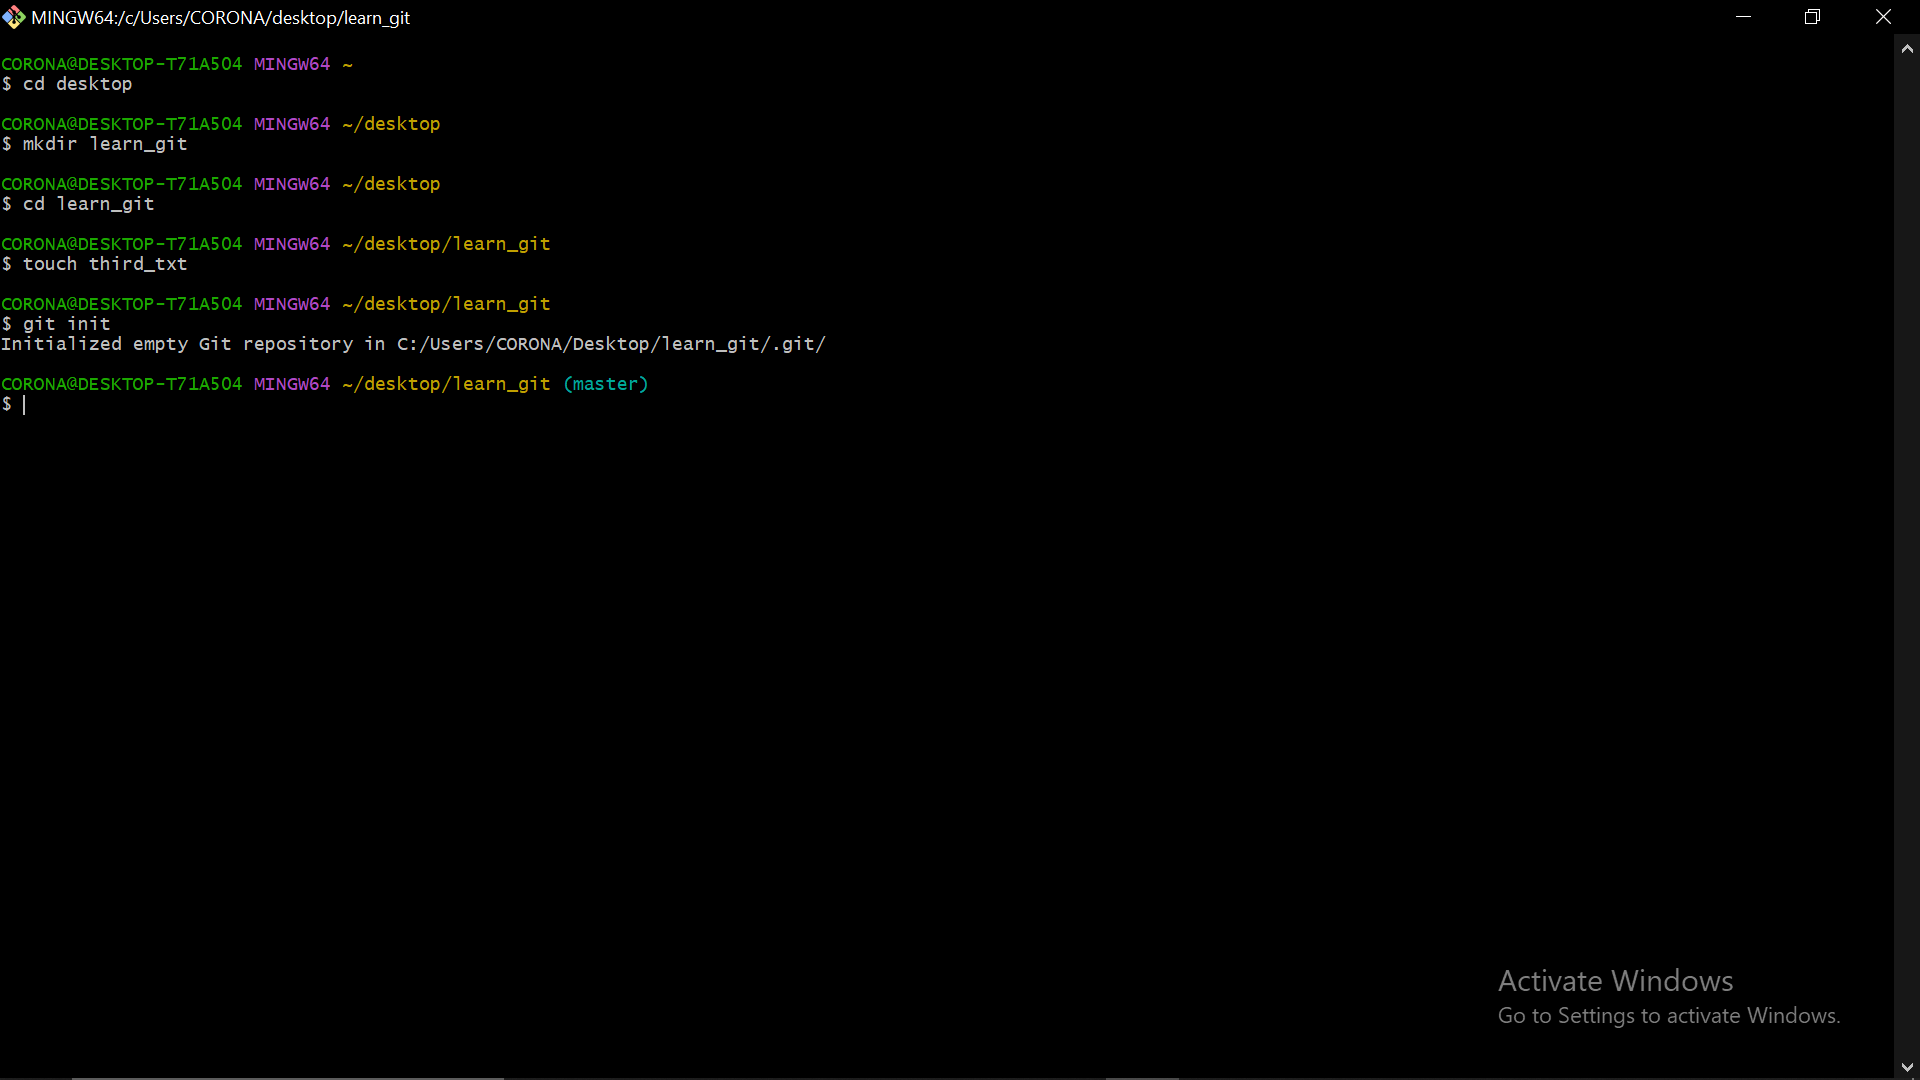 MINGW64:/c/Users/CORONA/desktop/learn_git
CORONA@DESKTOP-T71A504 MINGW64 ~
$ cd desktop
CORONA@DESKTOP-T71A504 MINGW64 ~/desktop
$ mkdir learn_git
CORONA@DESKTOP-T71A504 MINGW64 ~/desktop
$ cd learn_git
CORONA@DESKTOP-T71A504 MINGW64 ~/desktop/learn_git
$ touch third_txt
CORONA@DESKTOP-T71A504 MINGW64 ~/desktop/learn_git
$ git init
Initialized empty Git repository in C:/Users/CORONA/Desktop/learn_git/.git/
CORONA@DESKTOP-T71A504 MINGW64 ~/desktop/learn_git (master)
$
Activate Windows
Go to Settings to activate Windows.